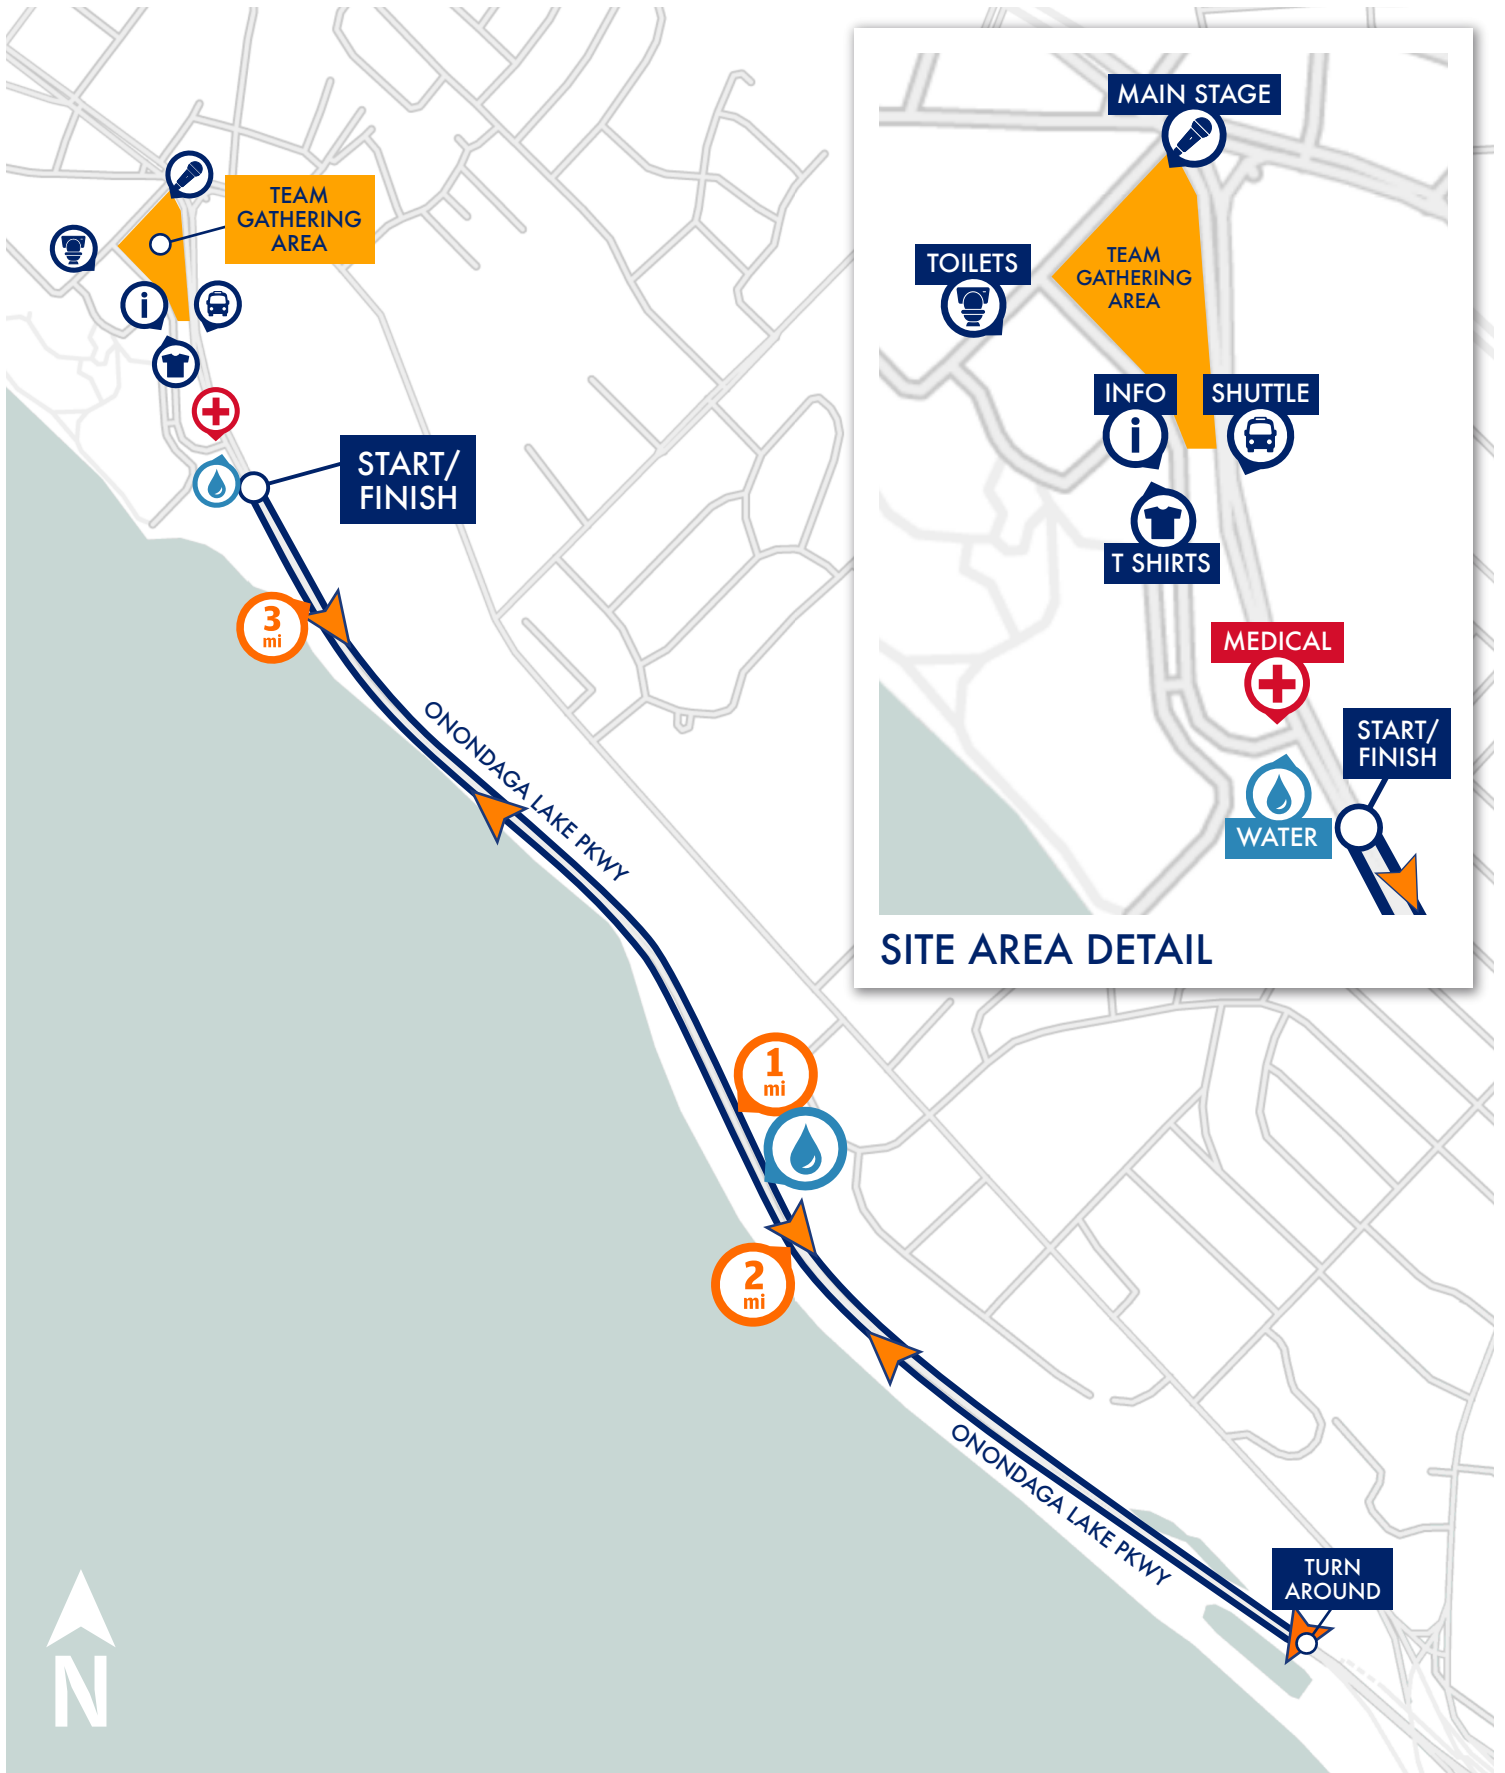 TEAM
GATHERING
AREA
START/
FINISH
3
mi
ONONDAGA LAKE PKWY
1
mi
2
mi
ONONDAGA LAKE PKWY
TURN
AROUND
N
MAIN STAGE
TOILETS
TEAM
GATHERING
AREA
INFO
i
SHUTTLE
T SHIRTS
MEDICAL
START/
FINISH
WATER
SITE AREA DETAIL
i